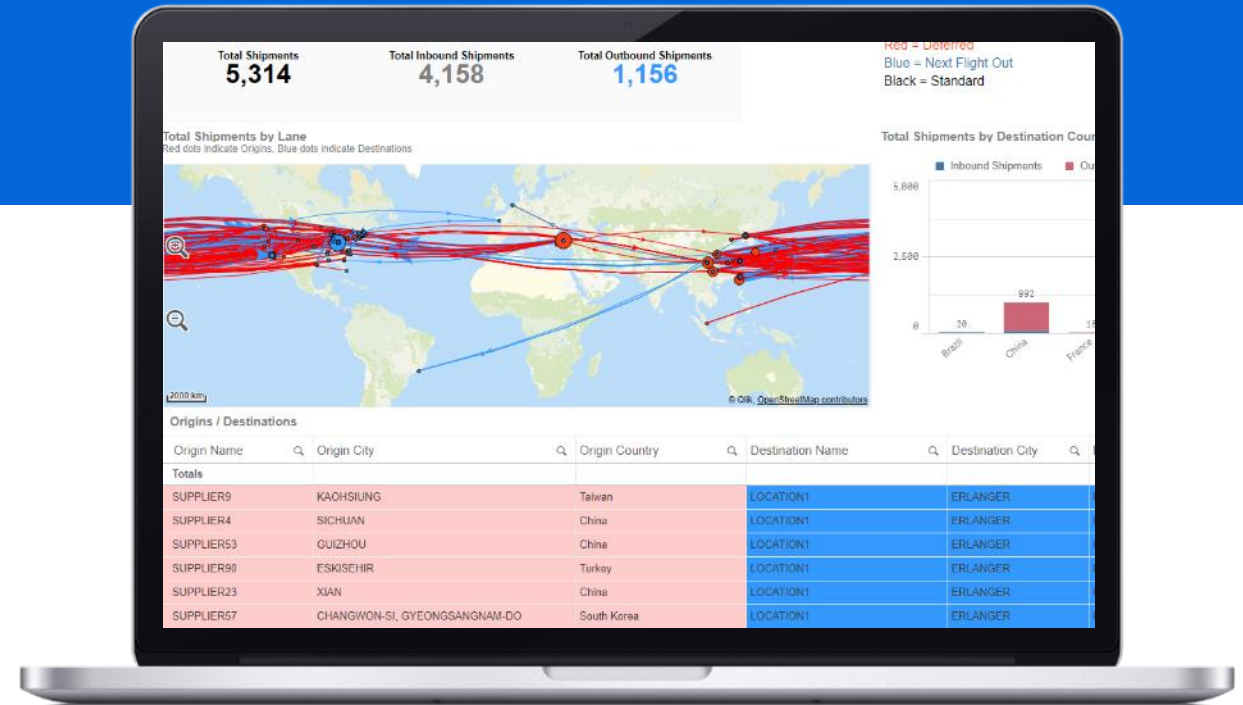 Total Shipments
5,314
Total Inbound Shipments
4,158
Total Outbound Shipments
1,156
Red = Deferred
Blue = Next Flight Out
Black = Standard
Total Shipments by Lane
Red dots indicate Origins, Blue dots indicate Destinations
2000 km
© Qlik, OpenStreetMap contributors
Total Shipments by Destination Cour
Inbound Shipments Ou
5,000
2,500
0
20
992
Brazil China France
Origins / Destinations
Origin Name Origin City Origin Country Destination Name Destination City
Totals
SUPPLIER9 KAOHSIUNG Taiwan LOCATION1 ERLANGER
SUPPLIER4 SICHUAN China LOCATION1 ERLANGER
SUPPLIER53 GUIZHOU China LOCATION1 ERLANGER
SUPPLIER90 ESKISEHIR Turkey LOCATION1 ERLANGER
SUPPLIER23 XIAN China LOCATION1 ERLANGER
SUPPLIER57 CHANGWON-SI, GYEONGSANGNAM-DO South Korea LOCATION1 ERLANGER